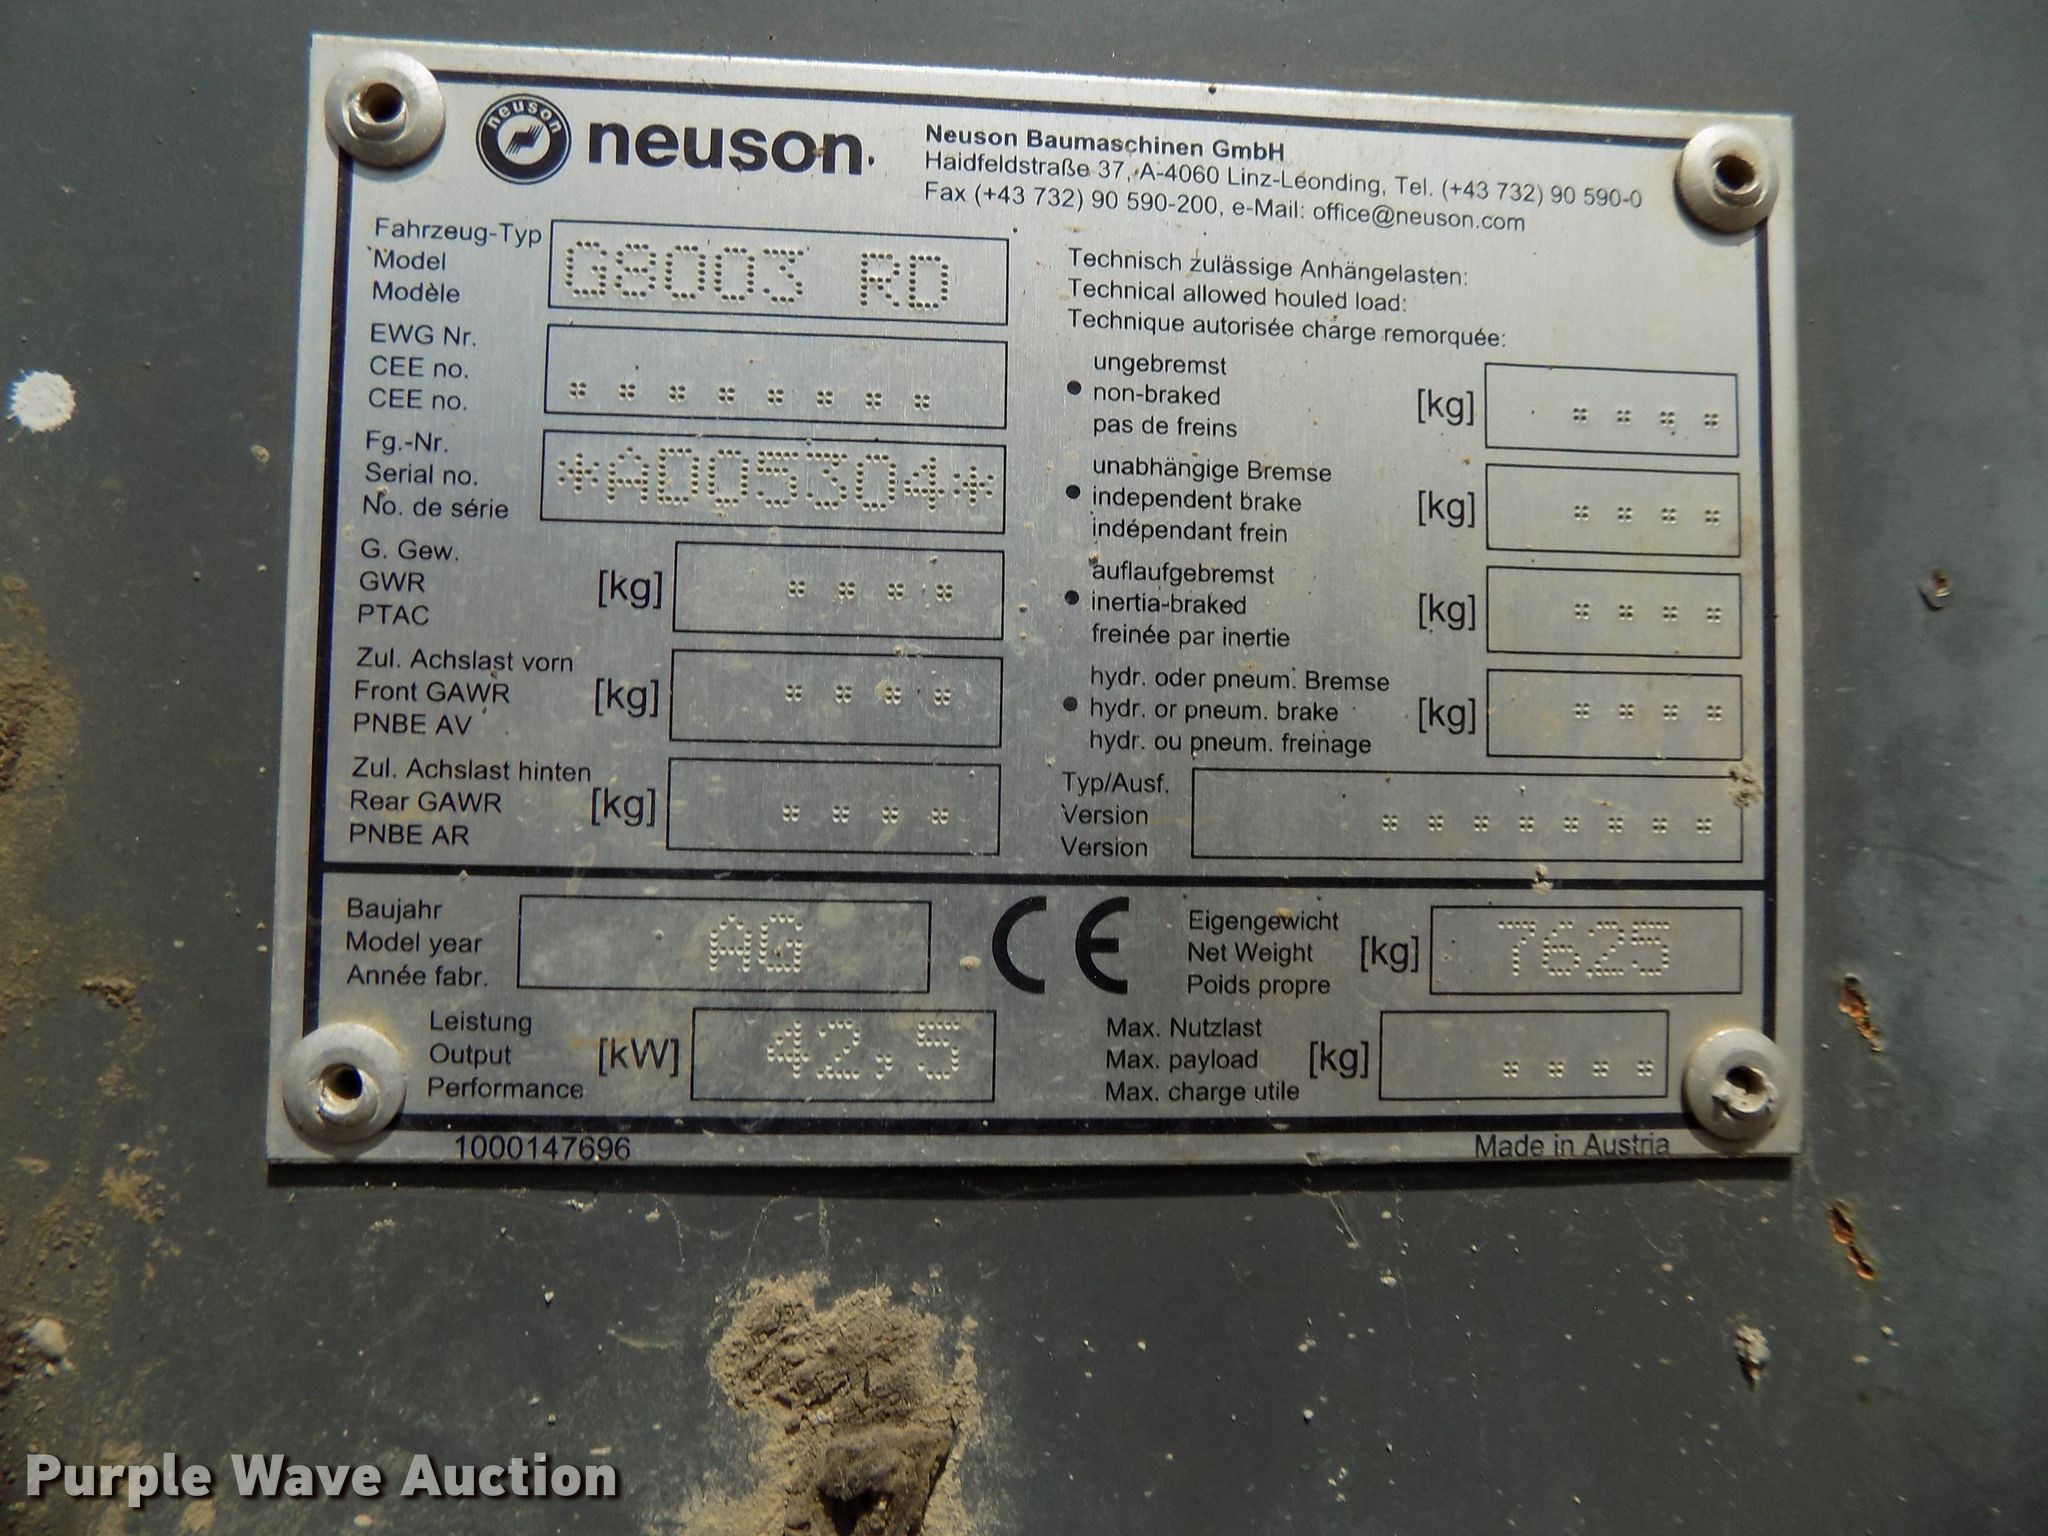 neuson
neuson
Neuson Baumaschinen GmbH
Haidfeldstraße 37, A-4060 Linz-Leonding, Tel. (+43 732) 90 590-0
Fax (+43 732) 90 590-200, e-Mail: office@neuson.com
Fahrzeug-Typ
Model
Modèle
G8003 RD
EWG Nr.
CEE no.
CEE no.
Fg.-Nr.
Serial no.
No. de série
*AD05304*
G. Gew.
GWR [kg]
PTAC
Zul. Achslast vorn
Front GAWR [kg]
PNBE AV
Zul. Achslast hinten
Rear GAWR [kg]
PNBE AR
Technisch zulässige Anhängelasten:
Technical allowed houled load:
Technique autorisée charge remorquée:
ungebremst
• non-braked [kg]
pas de freins
unabhängige Bremse
• independent brake [kg]
indépendant frein
auflaufgebremst
• inertia-braked [kg]
freinée par inertie
hydr. oder pneum. Bremse
• hydr. or pneum. brake [kg]
hydr. ou pneum. freinage
Typ/Ausf.
Version
Version
Baujahr
Model year AG
Année fabr.
CE
Eigengewicht
Net Weight [kg] 7625
Poids propre
Leistung
Output [kW] 42,5
Performance
Max. Nutzlast
Max. payload [kg]
Max. charge utile
1000147696
Made in Austria
Purple Wave Auction